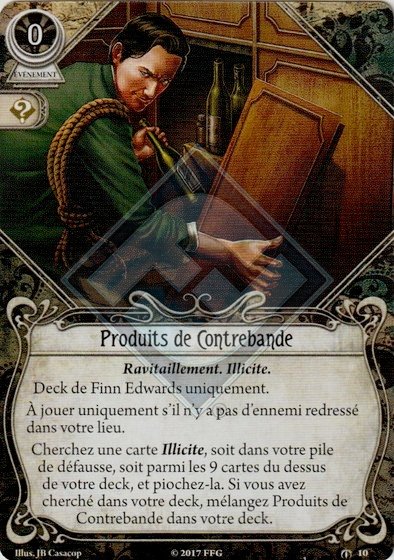 0
ÉVÉNEMENT
?
Produits de Contrebande
Ravitaillement. Illicite.
Deck de Finn Edwards uniquement.
À jouer uniquement s'il n'y a pas d'ennemi redressé
dans votre lieu.
Cherchez une carte Illicite, soit dans votre pile
de défausse, soit parmi les 9 cartes du dessus
de votre deck, et piochez-la. Si vous avez
cherché dans votre deck, mélangez Produits de
Contrebande dans votre deck.
Illus. JB Casacop © 2017 FFG 10